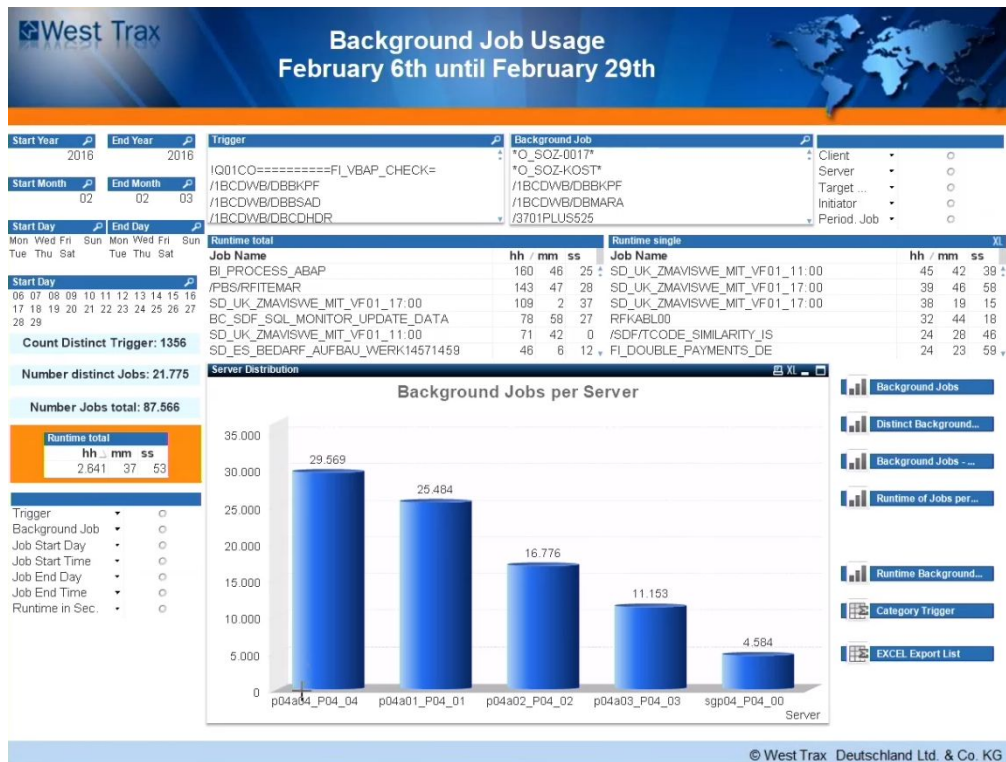 West Trax
Background Job Usage
February 6th until February 29th
Start Year
2016
End Year
2016
Start Month
02
End Month
02 03
Start Day
Mon Wed Fri Sun
Tue Thu Sat
End Day
Mon Wed Fri Sun
Tue Thu Sat
Start Day
06 07 08 09 10 11 12 13 14 15 16
17 18 19 20 21 22 23 24 25 26 27
28 29
Count Distinct Trigger: 1356
Number distinct Jobs: 21.775
Number Jobs total: 87.566
Runtime total
hh mm ss
2.641 37 53
Trigger
Background Job
Job Start Day
Job Start Time
Job End Day
Job End Time
Runtime in Sec.
Trigger
!Q01CO==========FI_VBAP_CHECK=
/1BCDWB/DBBKPF
/1BCDWB/DBBSAD
/1BCDWB/DBCDHDR
Background Job
*O_SOZ-0017*
*O_SOZ-KOST*
/1BCDWB/DBBKPF
/1BCDWB/DBMARA
/3701PLUS525
Client
Server
Target ...
Initiator
Period. Job
Runtime total
Job Name hh / mm ss
BI_PROCESS_ABAP 160 46 25
/PBS/RFITEMAR 143 47 28
SD_UK_ZMAVISWE_MIT_VF01_17:00 109 2 37
BC_SDF_SQL_MONITOR_UPDATE_DATA 78 58 27
SD_UK_ZMAVISWE_MIT_VF01_11:00 71 42 0
SD_ES_BEDARF_AUFBAU_WERK14571459 46 6 12
Runtime single XL
Job Name hh / mm ss
SD_UK_ZMAVISWE_MIT_VF01_11:00 45 42 39
SD_UK_ZMAVISWE_MIT_VF01_17:00 39 46 58
SD_UK_ZMAVISWE_MIT_VF01_17:00 38 19 15
RFKABL00 32 44 18
/SDF/TCODE_SIMILARITY_IS 24 28 46
FI_DOUBLE_PAYMENTS_DE 24 23 59
Server Distribution XL
Background Jobs per Server
35.000
30.000
25.000
20.000
15.000
10.000
5.000
0
29.569
25.484
16.776
11.153
4.584
p04a04_P04_04 p04a01_P04_01 p04a02_P04_02 p04a03_P04_03 sgp04_P04_00
Server
Background Jobs
Distinct Background...
Background Jobs - ...
Runtime of Jobs per...
Runtime Background...
Category Trigger
EXCEL Export List
© West Trax Deutschland Ltd. & Co. KG